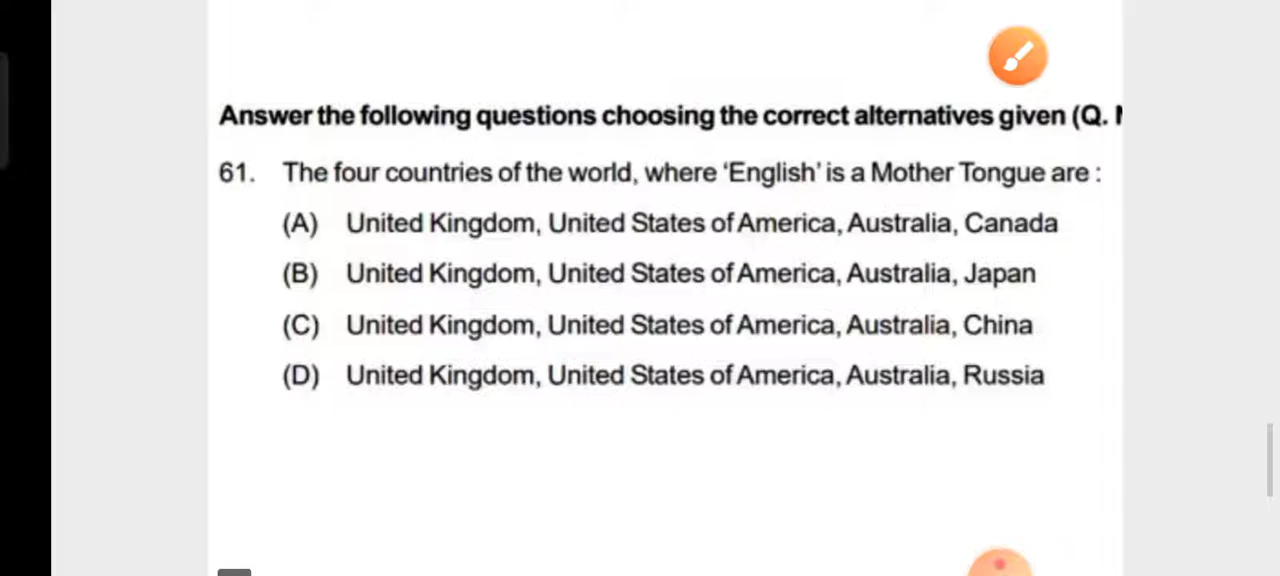 Answer the following questions choosing the correct alternatives given (Q.
61. The four countries of the world, where ‘English’ is a Mother Tongue are :
(A) United Kingdom, United States of America, Australia, Canada
(B) United Kingdom, United States of America, Australia, Japan
(C) United Kingdom, United States of America, Australia, China
(D) United Kingdom, United States of America, Australia, Russia